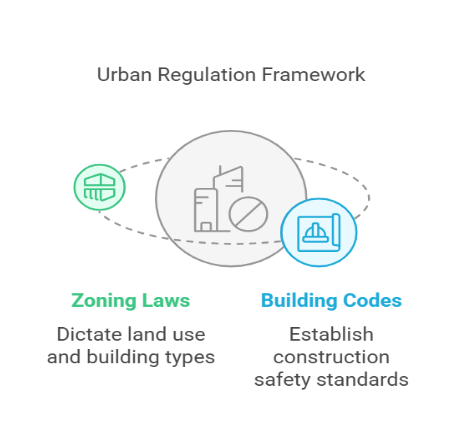 Urban Regulation Framework
Zoning Laws
Dictate land use
and building types
Building Codes
Establish
construction
safety standards